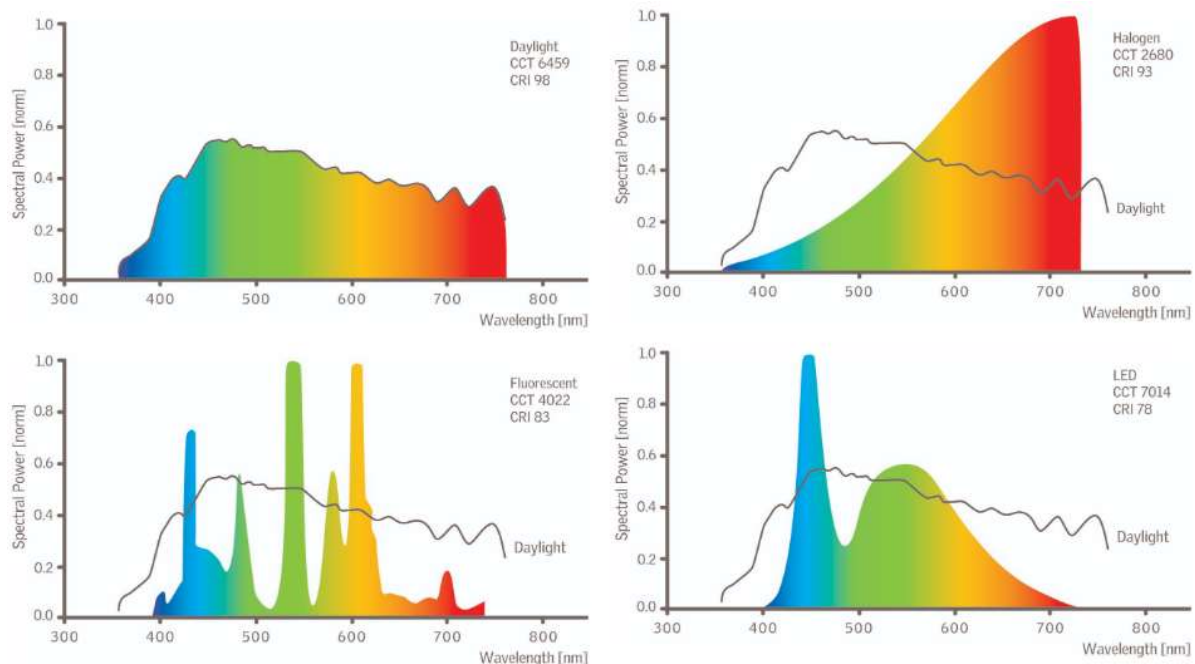 Spectral Power [norm]
1.0
0.8
0.6
0.4
0.2
0.0
Daylight
CCT 6459
CRI 98
300 400 500 600 700 800
Wavelength [nm]
Spectral Power [norm]
1.0
0.8
0.6
0.4
0.2
0.0
Halogen
CCT 2680
CRI 93
Daylight
300 400 500 600 700 800
Wavelength [nm]
Spectral Power [norm]
1.0
0.8
0.6
0.4
0.2
0.0
Fluorescent
CCT 4022
CRI 83
Daylight
300 400 500 600 700 800
Wavelength [nm]
Spectral Power [norm]
1.0
0.8
0.6
0.4
0.2
0.0
LED
CCT 7014
CRI 78
Daylight
300 400 500 600 700 800
Wavelength [nm]